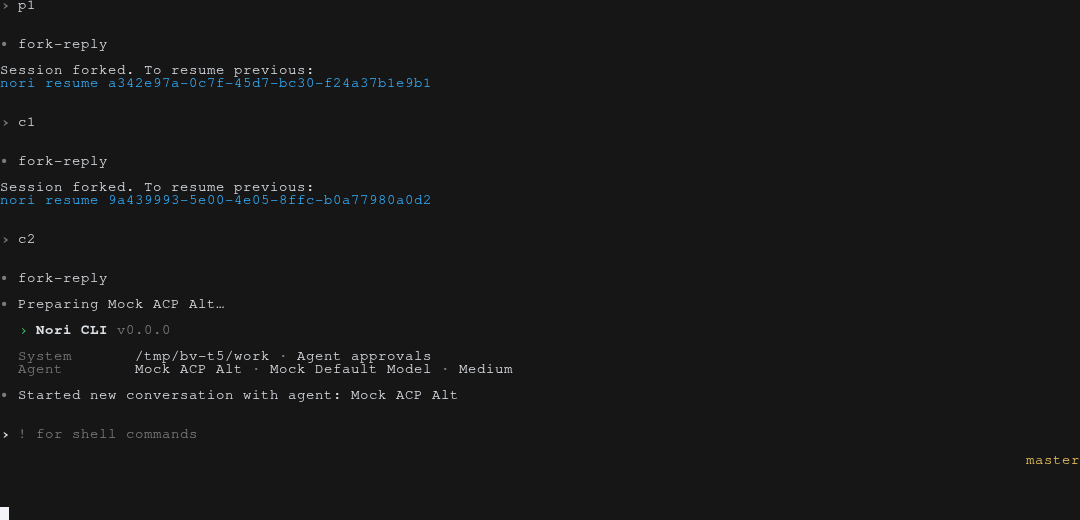 › p1
• fork-reply
Session forked. To resume previous:
nori resume a342e97a-0c7f-45d7-bc30-f24a37b1e9b1
› c1
• fork-reply
Session forked. To resume previous:
nori resume 9a439993-5e00-4e05-8ffc-b0a77980a0d2
› c2
• fork-reply
• Preparing Mock ACP Alt…
› Nori CLI v0.0.0
System /tmp/bv-t5/work · Agent approvals
Agent Mock ACP Alt · Mock Default Model · Medium
• Started new conversation with agent: Mock ACP Alt
› ! for shell commands
master